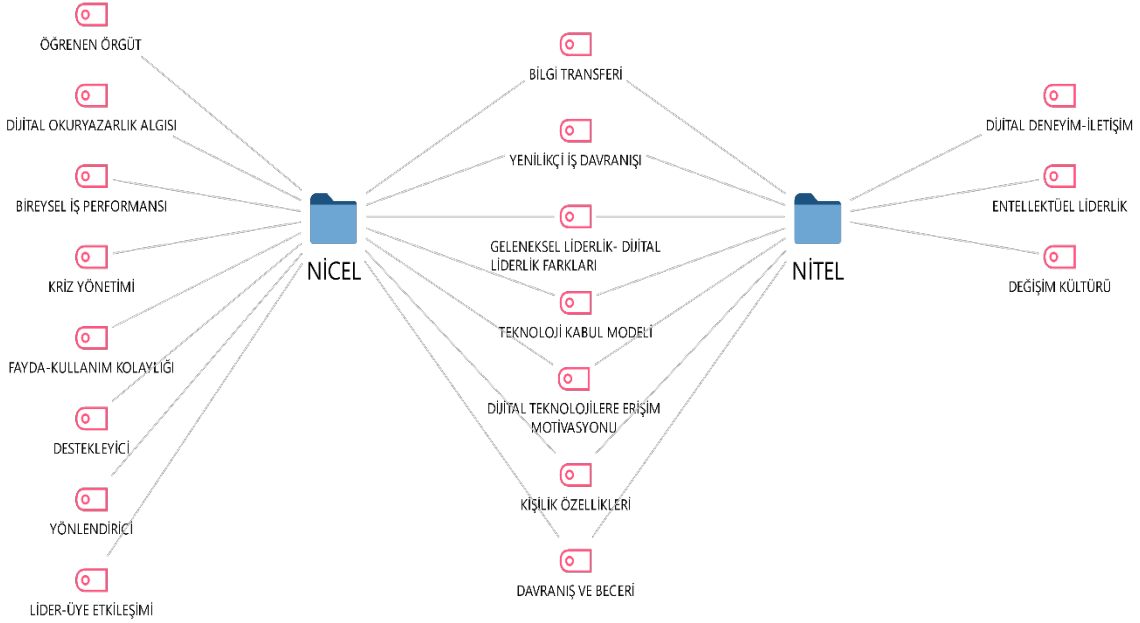 ÖĞRENEN ÖRGÜT
DİJİTAL OKURYAZARLIK ALGISI
BİREYSEL İŞ PERFORMANSI
KRİZ YÖNETİMİ
FAYDA-KULLANIM KOLAYLIĞI
DESTEKLEYİCİ
YÖNLENDİRİCİ
LİDER-ÜYE ETKİLEŞİMİ
NİCEL
BİLGİ TRANSFERİ
YENİLİKÇİ İŞ DAVRANIŞI
GELENEKSEL LİDERLİK- DİJİTAL
LİDERLİK FARKLARI
TEKNOLOJİ KABUL MODELİ
DİJİTAL TEKNOLOJİLERE ERİŞİM
MOTİVASYONU
KİŞİLİK ÖZELLİKLERİ
DAVRANIŞ VE BECERİ
NİTEL
DİJİTAL DENEYİM-İLETİŞİM
ENTELLEKTÜEL LİDERLİK
DEĞİŞİM KÜLTÜRÜ